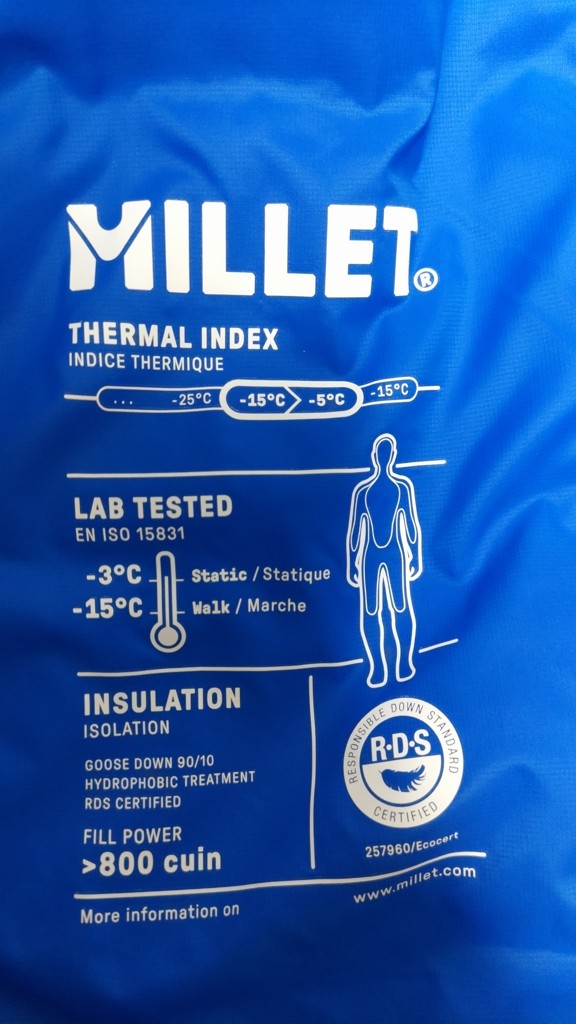 MILLET®
THERMAL INDEX
INDICE THERMIQUE
... -25°C -15°C > -5°C -15°C
LAB TESTED
EN ISO 15831
-3°C Static / Statique
-15°C Walk / Marche
INSULATION
ISOLATION
GOOSE DOWN 90/10
HYDROPHOBIC TREATMENT
RDS CERTIFIED
FILL POWER
>800 cuin
RESPONSIBLE DOWN STANDARD
R·D·S
CERTIFIED
257960/Ecocert
More information on
www.millet.com